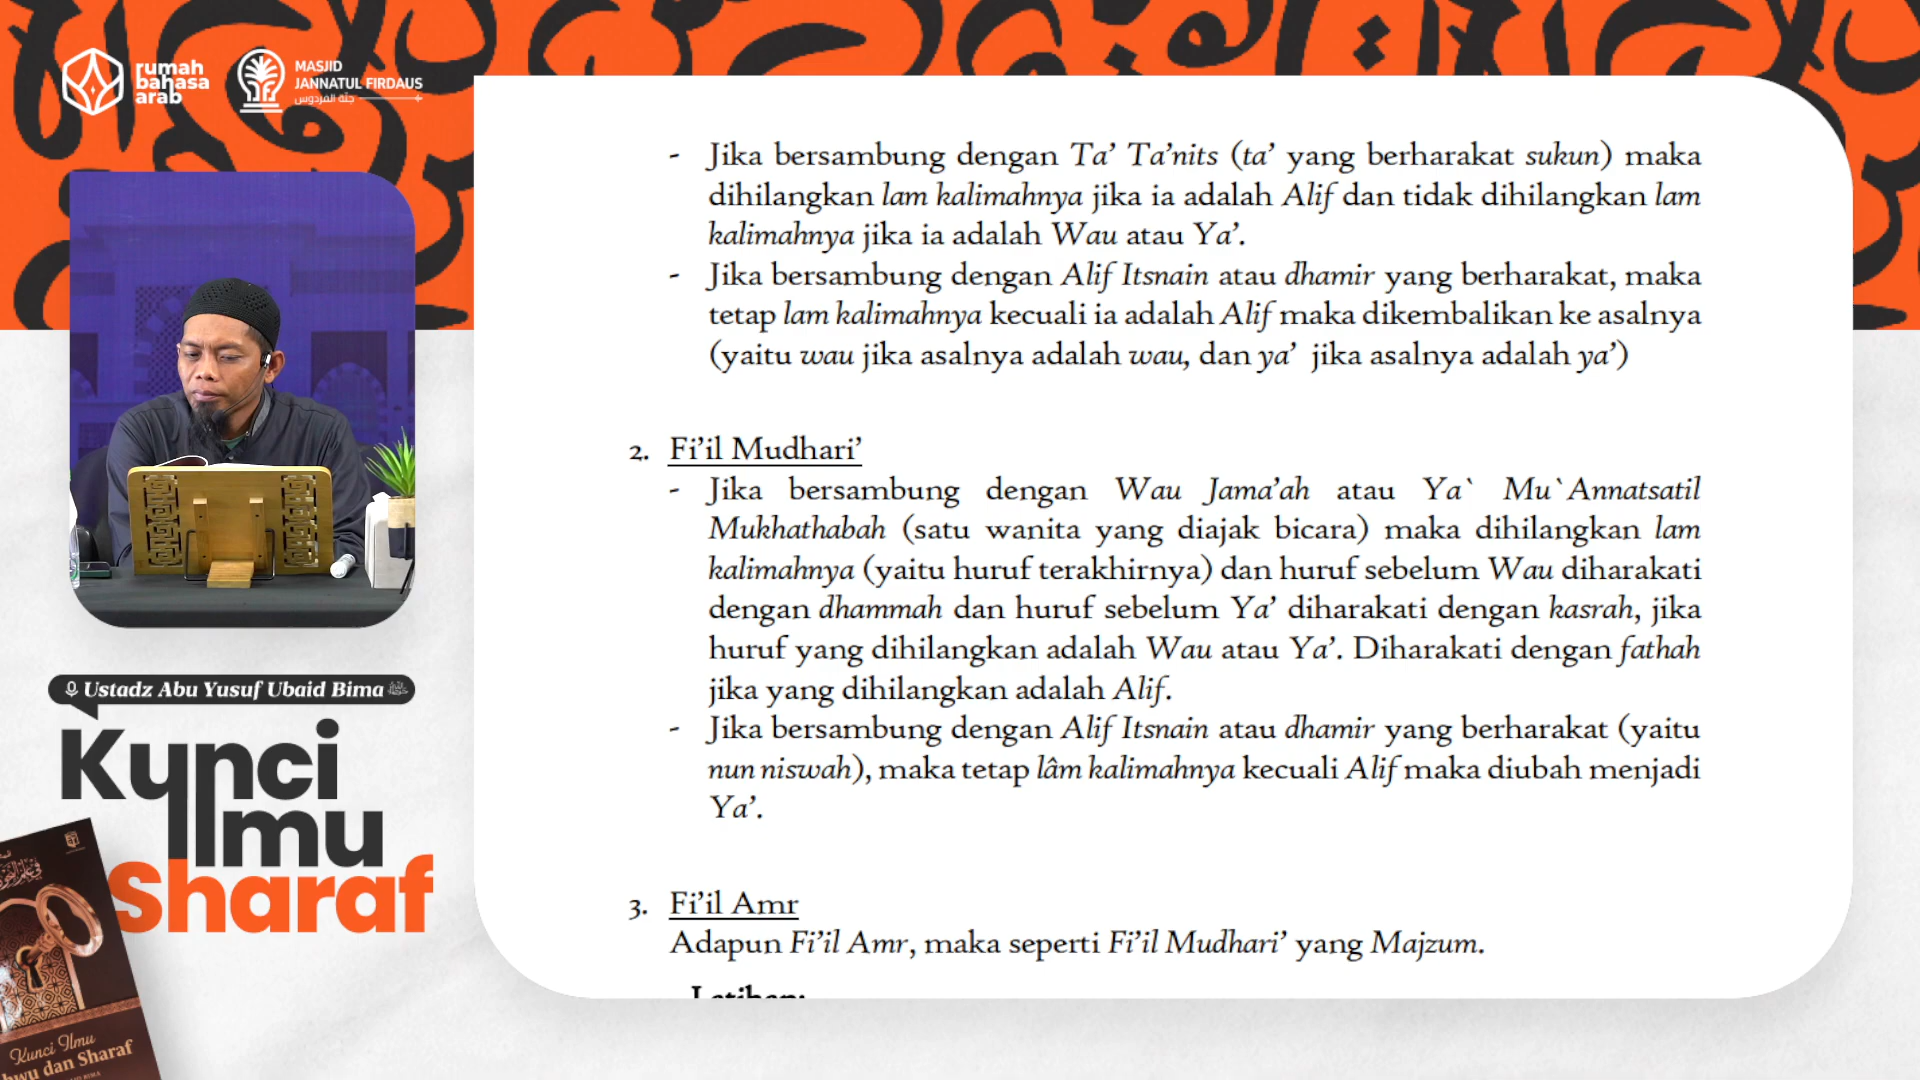 rumah
bahasa
arab
MASJID
JANNATUL FIRDAUS
جنّة الفردوس
- Jika bersambung dengan Ta’ Ta’nits (ta’ yang berharakat sukun) maka
dihilangkan lam kalimahnya jika ia adalah Alif dan tidak dihilangkan lam
kalimahnya jika ia adalah Wau atau Ya’.
- Jika bersambung dengan Alif Itsnain atau dhamir yang berharakat, maka
tetap lam kalimahnya kecuali ia adalah Alif maka dikembalikan ke asalnya
(yaitu wau jika asalnya adalah wau, dan ya’ jika asalnya adalah ya’)
2. Fi’il Mudhari’
- Jika bersambung dengan Wau Jama’ah atau Ya` Mu`Annatsatil
Mukhathabah (satu wanita yang diajak bicara) maka dihilangkan lam
kalimahnya (yaitu huruf terakhirnya) dan huruf sebelum Wau diharakati
dengan dhammah dan huruf sebelum Ya’ diharakati dengan kasrah, jika
huruf yang dihilangkan adalah Wau atau Ya’. Diharakati dengan fathah
jika yang dihilangkan adalah Alif.
- Jika bersambung dengan Alif Itsnain atau dhamir yang berharakat (yaitu
nun niswah), maka tetap lâm kalimahnya kecuali Alif maka diubah menjadi
Ya’.
3. Fi’il Amr
Adapun Fi’il Amr, maka seperti Fi’il Mudhari’ yang Majzum.
Latihan:
Ustadz Abu Yusuf Ubaid Bima
Kunci
Ilmu
Sharaf
Kunci Ilmu
hwu dan Sharaf